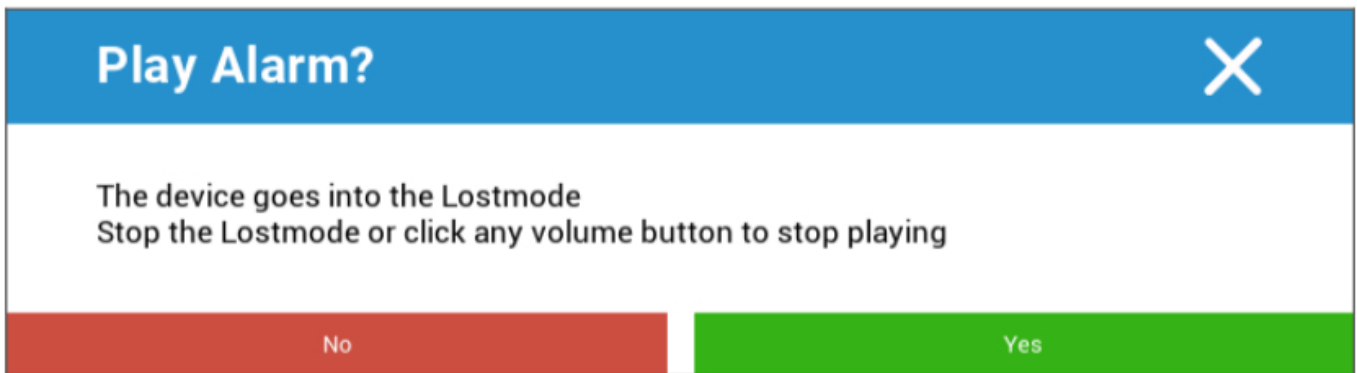 Play Alarm?
The device goes into the Lostmode
Stop the Lostmode or click any volume button to stop playing
No
Yes